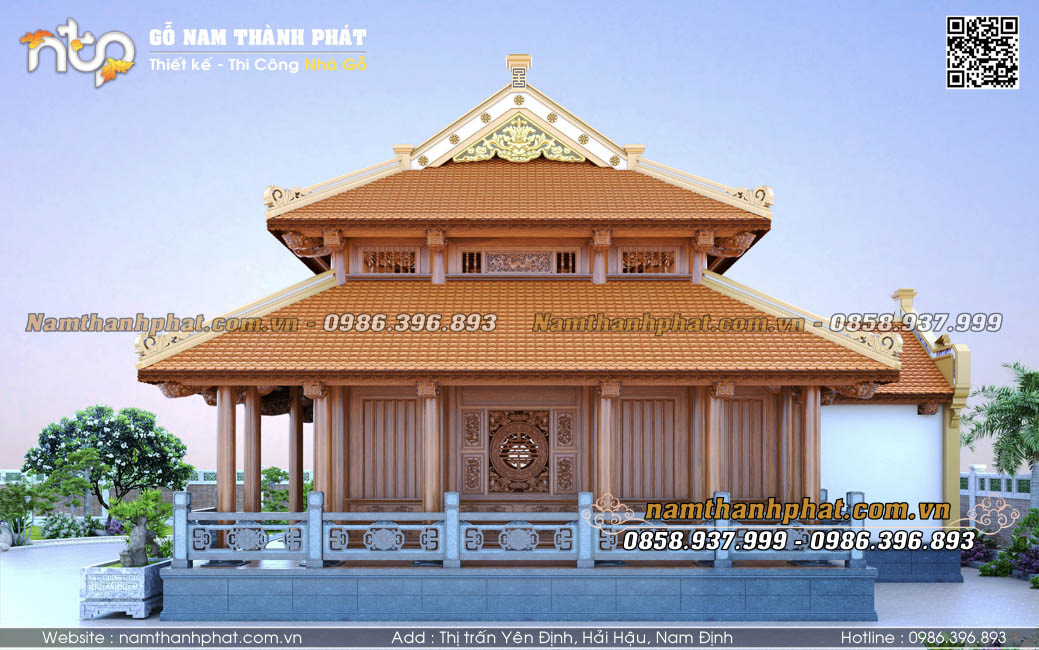 ntp
GỖ NAM THÀNH PHÁT
Thiết kế - Thi Công Nhà Gỗ
Namthanhphat.com.vn - 0986.396.893
Namthanhphat.com.vn - 0858.937.999
namthanhphat.com.vn
0858.937.999 - 0986.396.893
Website : namthanhphat.com.vn
Add : Thị trấn Yên Định, Hải Hậu, Nam Định
Hotline : 0986.396.893